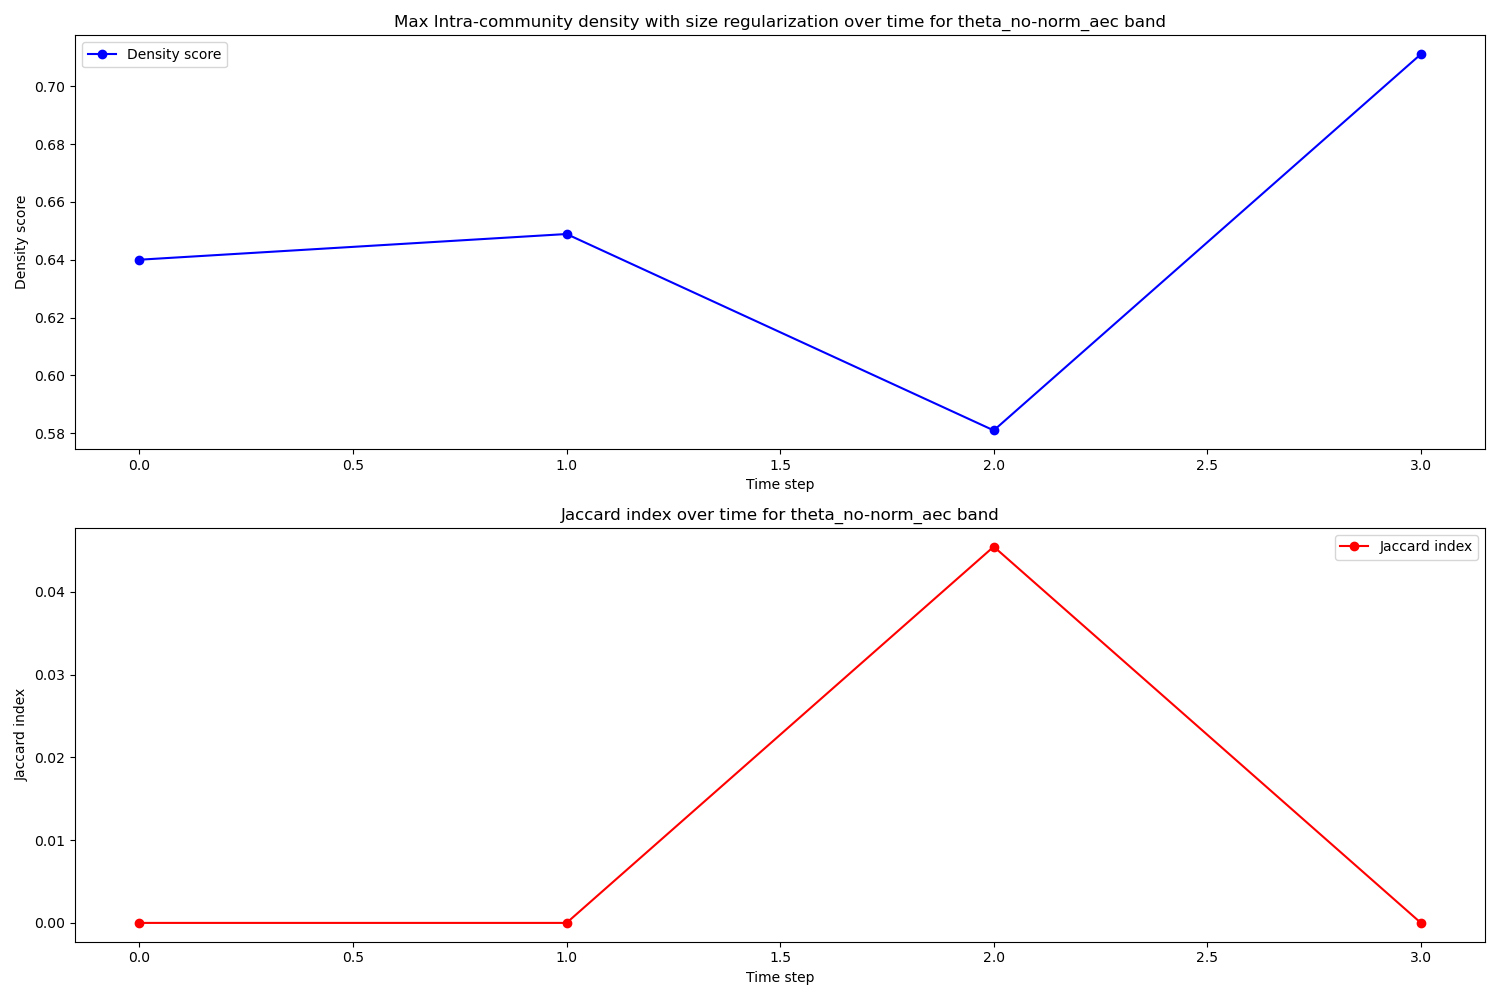 Max Intra-community density with size regularization over time for theta_no-norm_aec band
Density score
Density score
0.70
0.68
0.66
0.64
0.62
0.60
0.58
0.0 0.5 1.0 1.5 2.0 2.5 3.0
Time step
Jaccard index over time for theta_no-norm_aec band
Jaccard index
Jaccard index
0.04
0.03
0.02
0.01
0.00
0.0 0.5 1.0 1.5 2.0 2.5 3.0
Time step